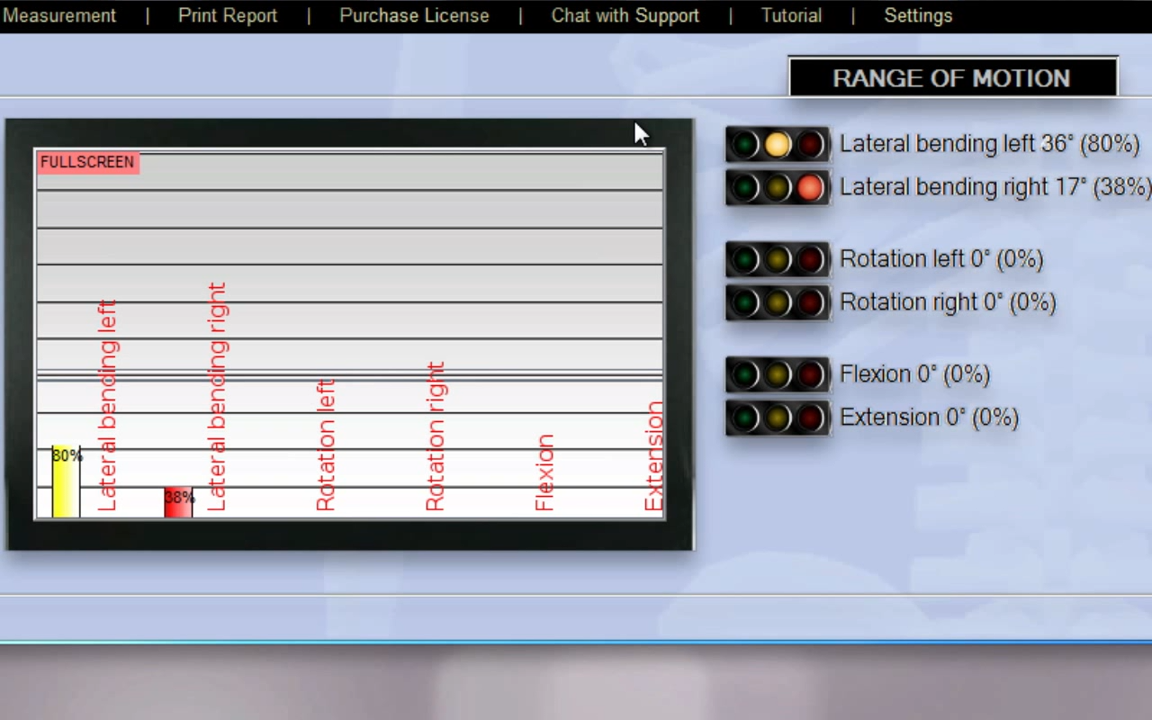 Measurement | Print Report | Purchase License | Chat with Support | Tutorial | Settings
RANGE OF MOTION
FULLSCREEN
Lateral bending left
Lateral bending right
Rotation left
Rotation right
Flexion
Extension
80%
38%
Lateral bending left 36° (80%)
Lateral bending right 17° (38%)
Rotation left 0° (0%)
Rotation right 0° (0%)
Flexion 0° (0%)
Extension 0° (0%)